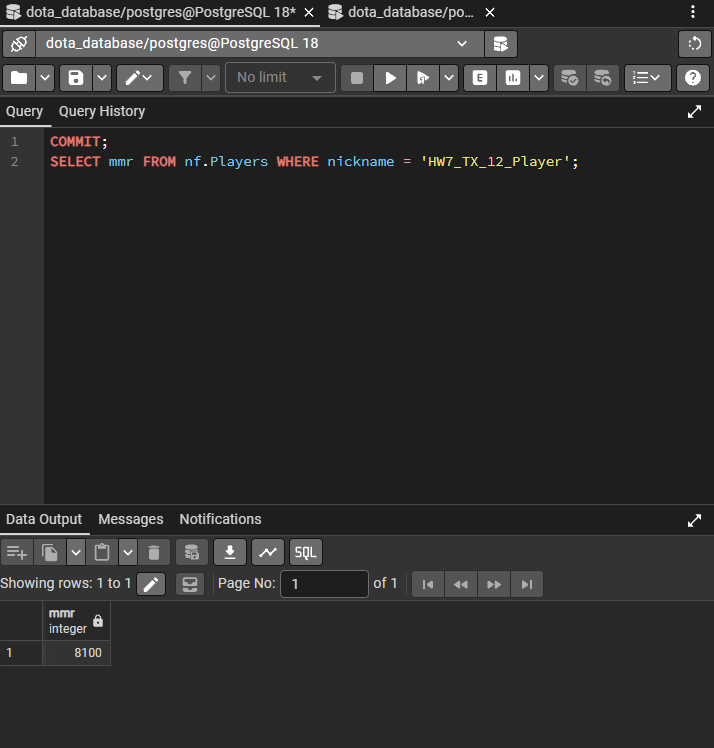 dota_database/postgres@PostgreSQL 18* dota_database/po...
dota_database/postgres@PostgreSQL 18
No limit
E
Query Query History
1 COMMIT;
2 SELECT mmr FROM nf.Players WHERE nickname = 'HW7_TX_12_Player';
Data Output Messages Notifications
SQL
Showing rows: 1 to 1 Page No: 1 of 1
mmr
integer
1 8100